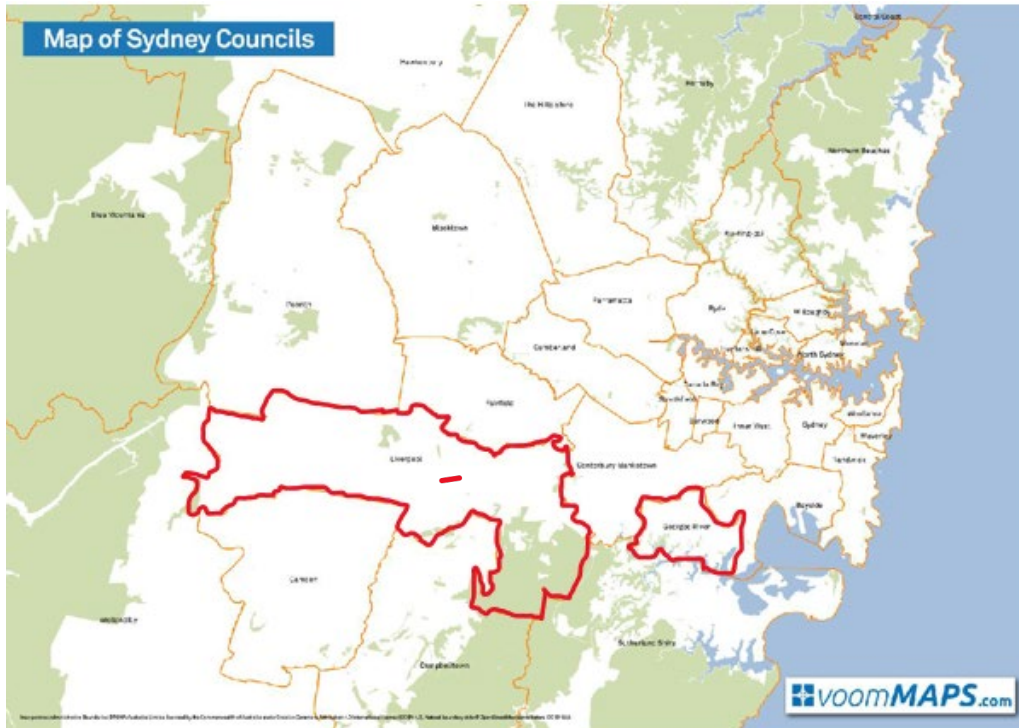 Map of Sydney Councils
Central Coast
Hawkesbury
Hornsby
The Hills Shire
Northern Beaches
Blue Mountains
Blacktown
Ku-ring-gai
Penrith
Parramatta
Ryde
Willoughby
Lane Cove
Hunters Hill
Mosman
North Sydney
Cumberland
Canada Bay
Strathfield
Fairfield
Burwood
Inner West
Sydney
Woollahra
Waverley
Randwick
Liverpool
Canterbury Bankstown
Bayside
Georges River
Camden
Wollondilly
Sutherland Shire
Campbelltown
voomMAPS.com